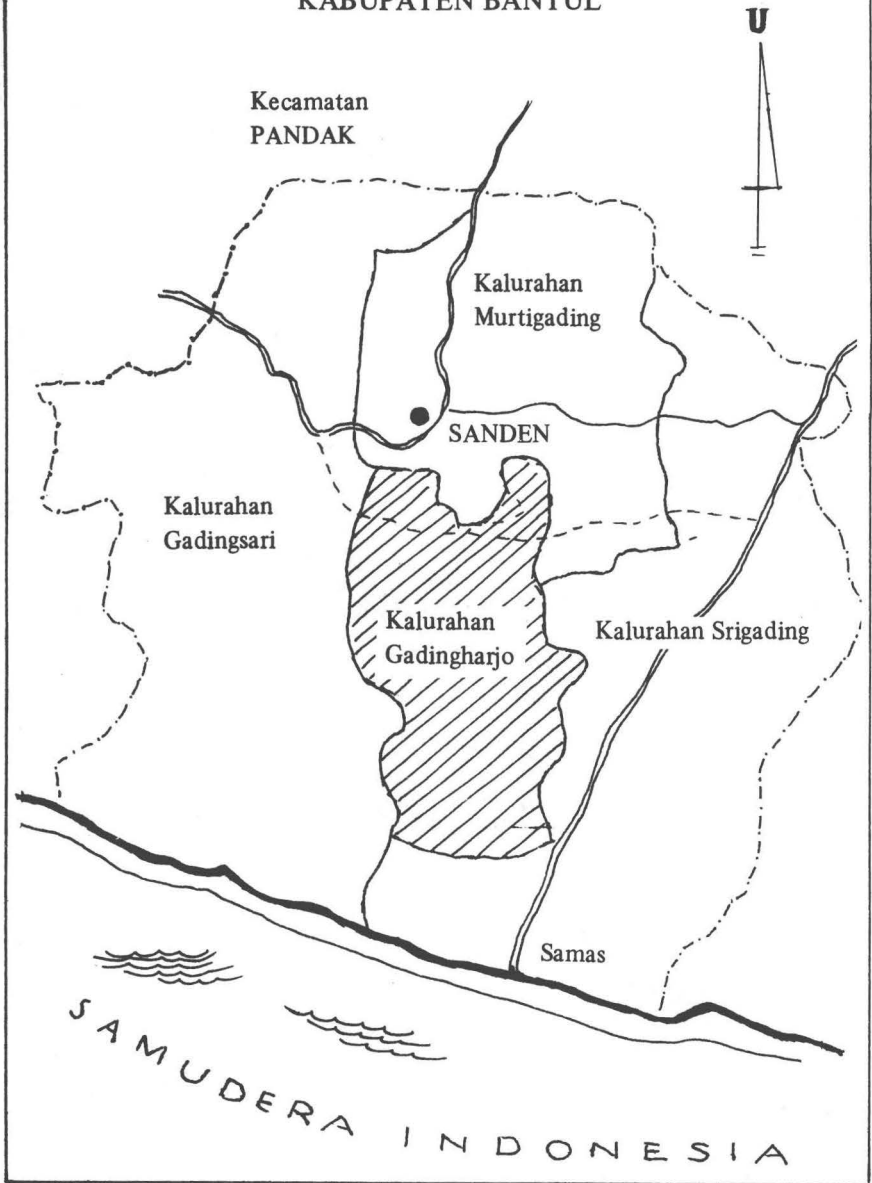 KABUPATEN BANTUL
U
Kecamatan
PANDAK
Kalurahan
Murtigading
SANDEN
Kalurahan
Gadingsari
Kalurahan
Gadingharjo
Kalurahan Srigading
Samas
SAMUDERA INDONESIA